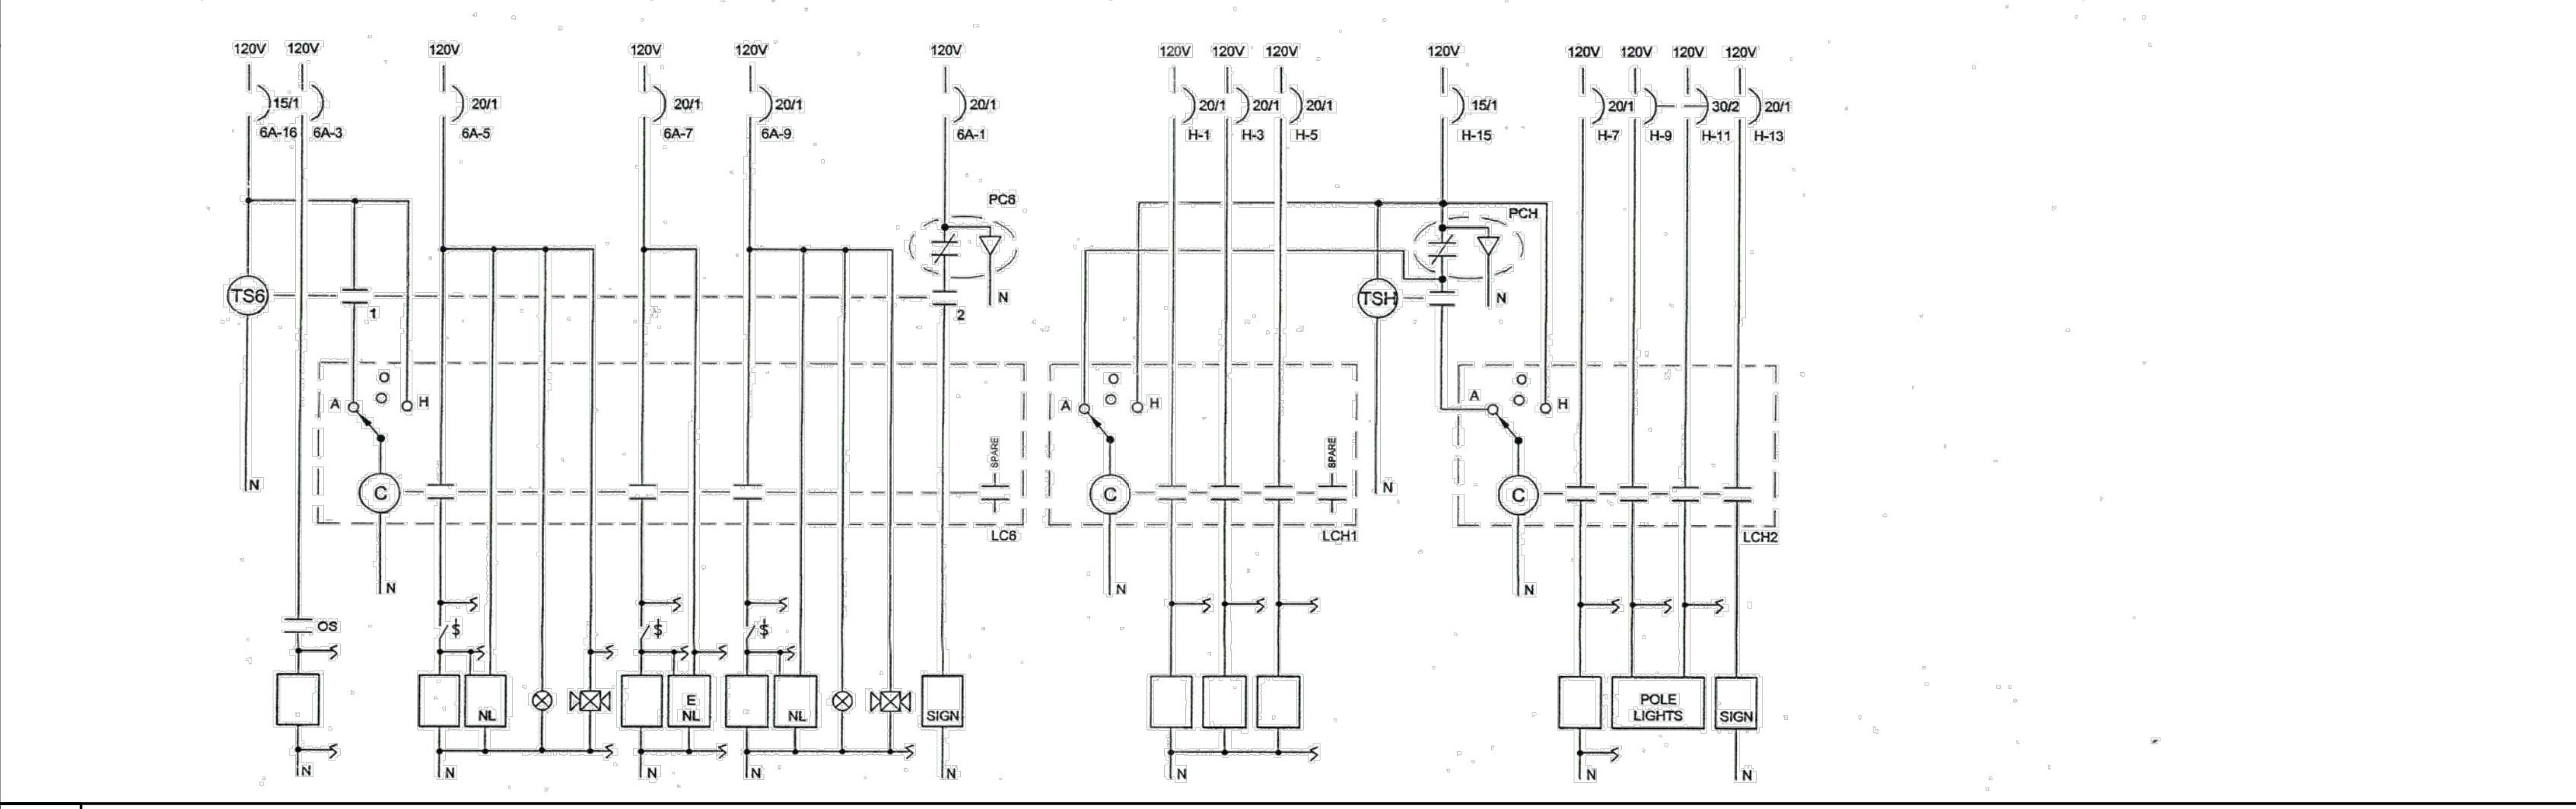 120V 120V 120V 120V 120V 120V 120V 120V 120V 120V 120V 120V 120V 120V
15/1 20/1 20/1 20/1 20/1 20/1 20/1 20/1 15/1 20/1 30/2 20/1
6A-16 6A-3 6A-5 6A-7 6A-9 6A-1 H-1 H-3 H-5 H-15 H-7 H-9 H-11 H-13
PC6 PCH
TS6 1 2 N TSH N
A O O H A O O H A O O H
SPARE SPARE
N C C N C
LC6 LCH1 LCH2
N N N
OS $ $ $
NL E NL NL SIGN POLE LIGHTS SIGN
N N N N N N N N